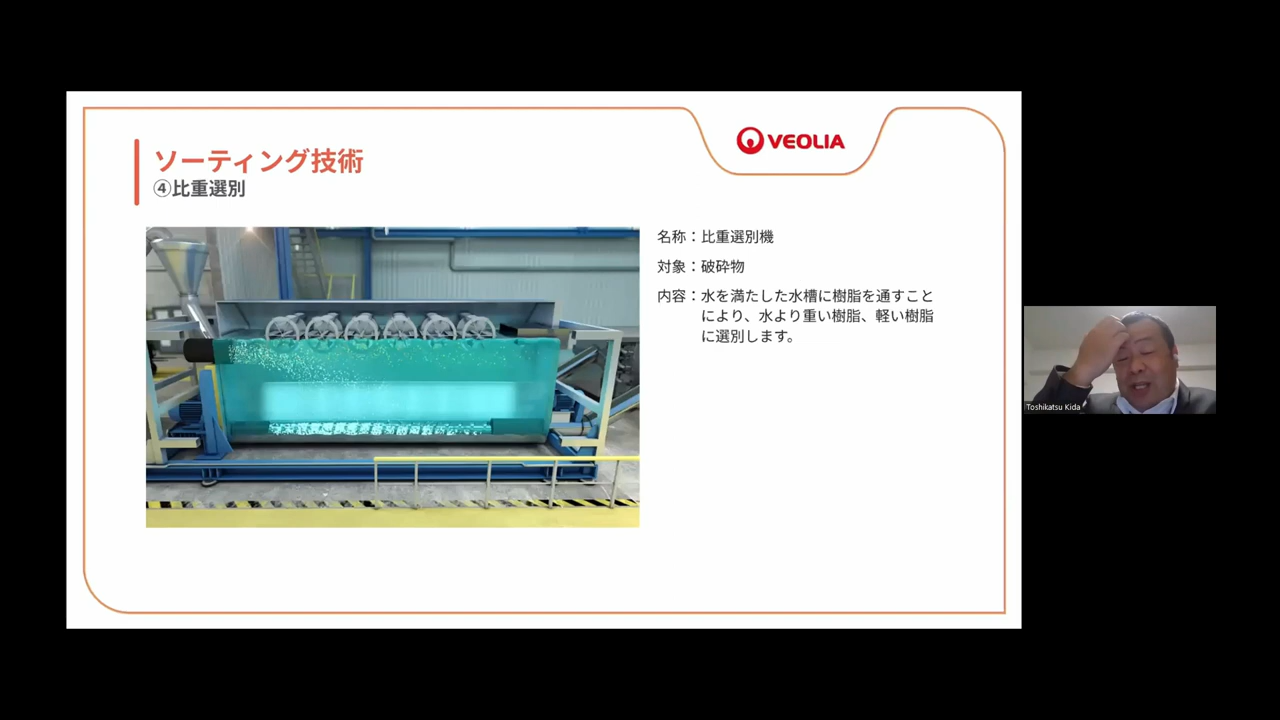 VEOLIA
ソーティング技術
④比重選別
名称：比重選別機
対象：破砕物
内容：水を満たした水槽に樹脂を通すこと
により、水より重い樹脂、軽い樹脂
に選別します。
Toshikatsu Kida